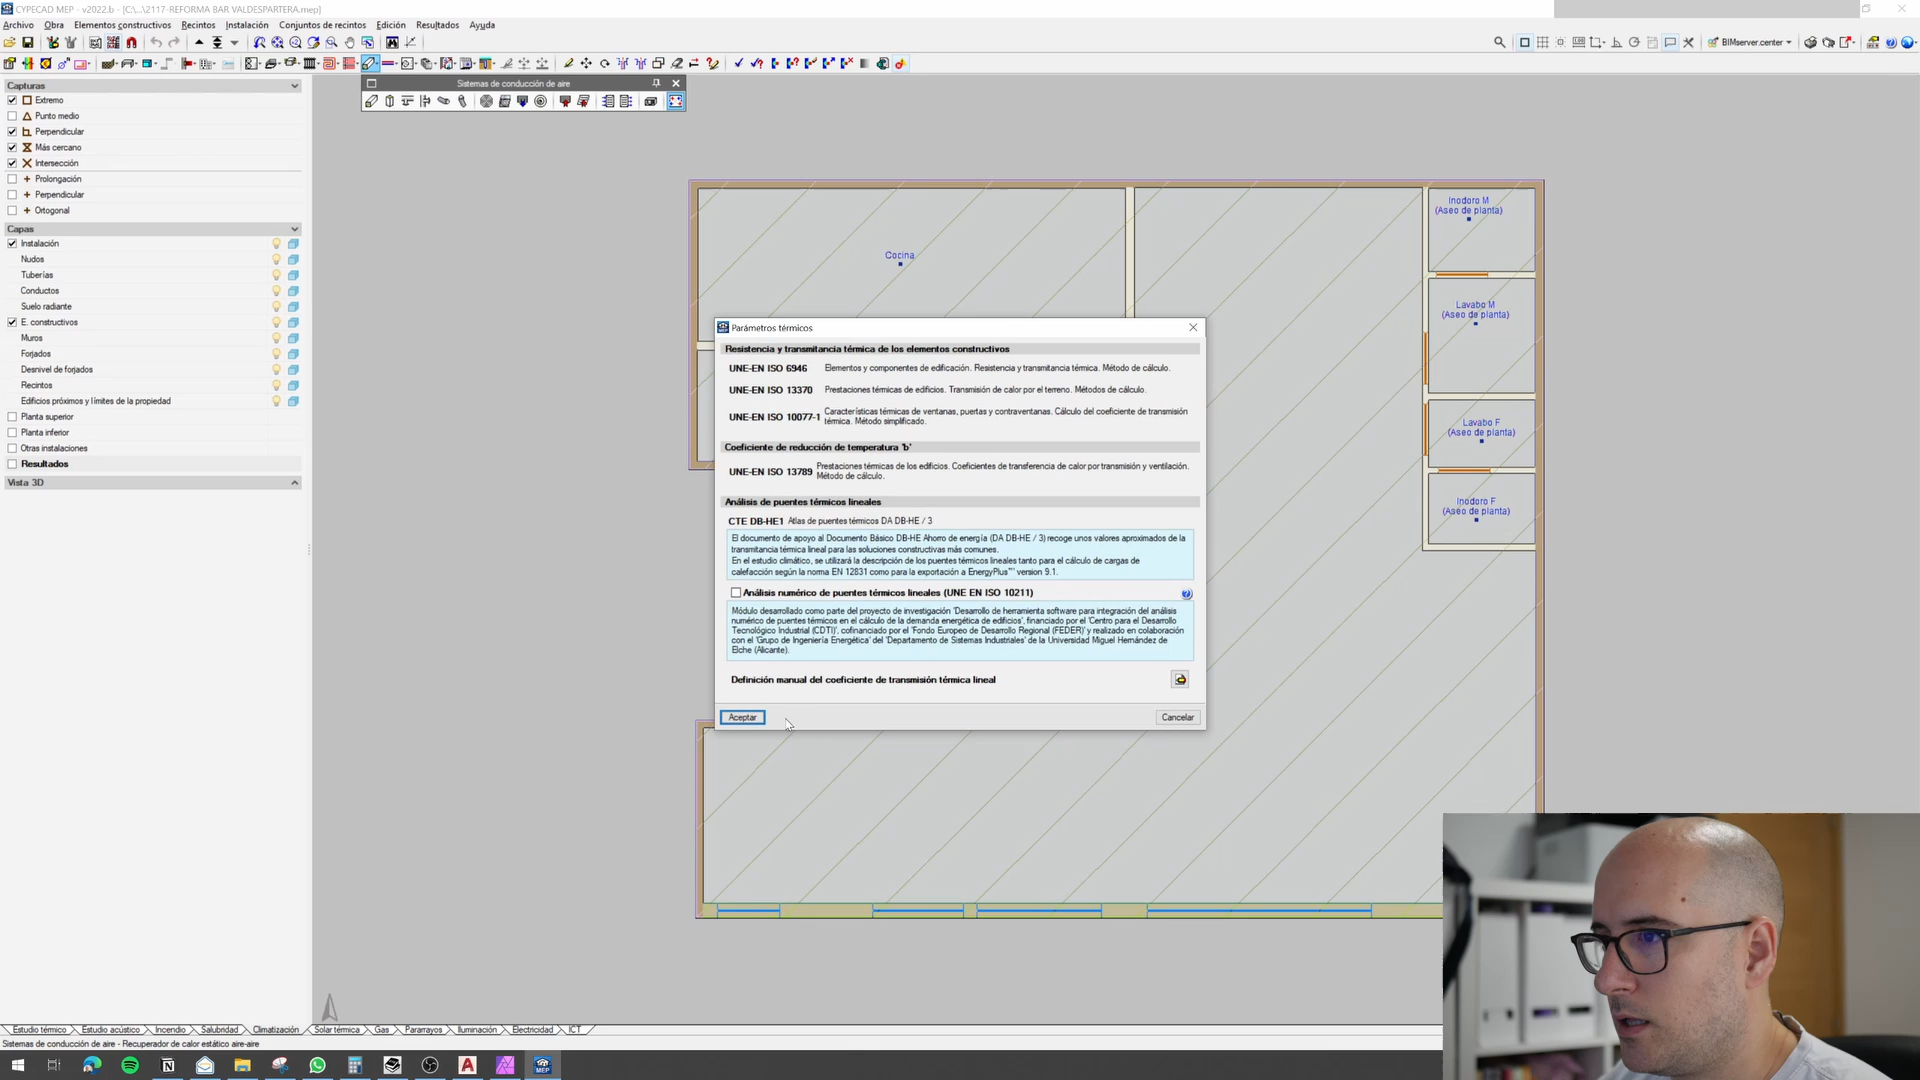 CYPECAD MEP - v2022.b - [C:\...\2117-REFORMA BAR VALDESPARTERA.mep]
Archivo Obra Elementos constructivos Recintos Instalación Conjuntos de recintos Edición Resultados Ayuda
BIMserver.center
Sistemas de conducción de aire
Capturas
Extremo
Punto medio
Perpendicular
Más cercano
Intersección
Prolongación
Perpendicular
Ortogonal
Capas
Instalación
Nudos
Tuberías
Conductos
Suelo radiante
E. constructivos
Muros
Forjados
Desnivel de forjados
Recintos
Edificios próximos y límites de la propiedad
Planta superior
Planta inferior
Otras instalaciones
Resultados
Vista 3D
Cocina
Inodoro M
(Aseo de planta)
Lavabo M
(Aseo de planta)
Lavabo F
(Aseo de planta)
Inodoro F
(Aseo de planta)
Parámetros térmicos
Resistencia y transmitancia térmica de los elementos constructivos
UNE-EN ISO 6946 Elementos y componentes de edificación. Resistencia y transmitancia térmica. Método de cálculo.
UNE-EN ISO 13370 Prestaciones térmicas de edificios. Transmisión de calor por el terreno. Métodos de cálculo.
UNE-EN ISO 10077-1 Características térmicas de ventanas, puertas y contraventanas. Cálculo del coeficiente de transmisión
térmica. Método simplificado.
Coeficiente de reducción de temperatura 'b'
UNE-EN ISO 13789 Prestaciones térmicas de los edificios. Coeficientes de transferencia de calor por transmisión y ventilación.
Método de cálculo.
Análisis de puentes térmicos lineales
CTE DB-HE1 Atlas de puentes térmicos DA DB-HE / 3
El documento de apoyo al Documento Básico DB-HE Ahorro de energía (DA DB-HE / 3) recoge unos valores aproximados de la
transmitancia térmica lineal para las soluciones constructivas más comunes.
En el estudio climático, se utilizará la descripción de los puentes térmicos lineales tanto para el cálculo de cargas de
calefacción según la norma EN 12831 como para la exportación a EnergyPlus™ version 9.1.
Análisis numérico de puentes térmicos lineales (UNE EN ISO 10211)
Módulo desarrollado como parte del proyecto de investigación 'Desarrollo de herramienta software para integración del análisis
numérico de puentes térmicos en el cálculo de la demanda energética de edificios', financiado por el 'Centro para el Desarrollo
Tecnológico Industrial (CDTI)', cofinanciado por el 'Fondo Europeo de Desarrollo Regional (FEDER)' y realizado en colaboración
con el 'Grupo de Ingeniería Energética' del 'Departamento de Sistemas Industriales' de la Universidad Miguel Hernández de
Elche (Alicante).
Definición manual del coeficiente de transmisión térmica lineal
Aceptar Cancelar
Estudio térmico Estudio acústico Incendio Salubridad Climatización Solar térmica Gas Pararrayos Iluminación Electricidad ICT
Sistemas de conducción de aire - Recuperador de calor estático aire-aire
MEP